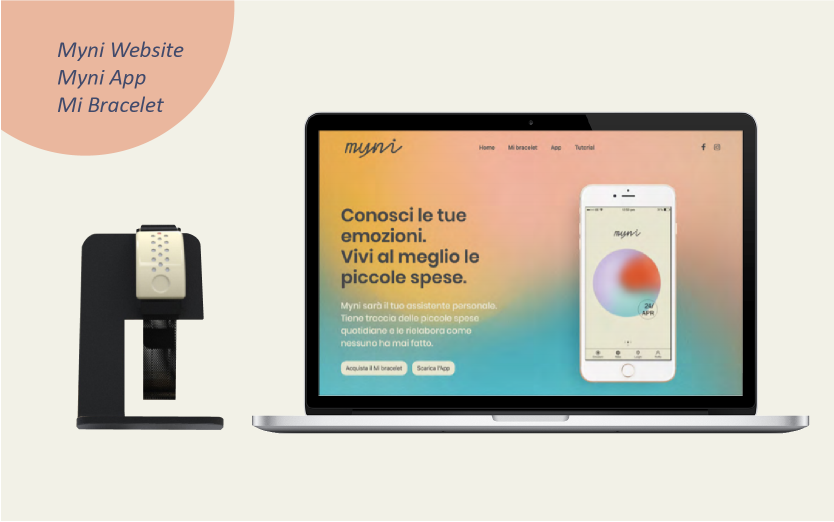 Myni Website
Myni App
Mi Bracelet
myni
Home Mi bracelet App Tutorial
Conosci le tue
emozioni.
Vivi al meglio le
piccole spese.
Myni sarà il tuo assistente personale.
Tiene traccia delle piccole spese
quotidiane e le rielabora come
nessuno ha mai fatto.
Acquista il Mi bracelet Scarica l'App
myni
24/
APR